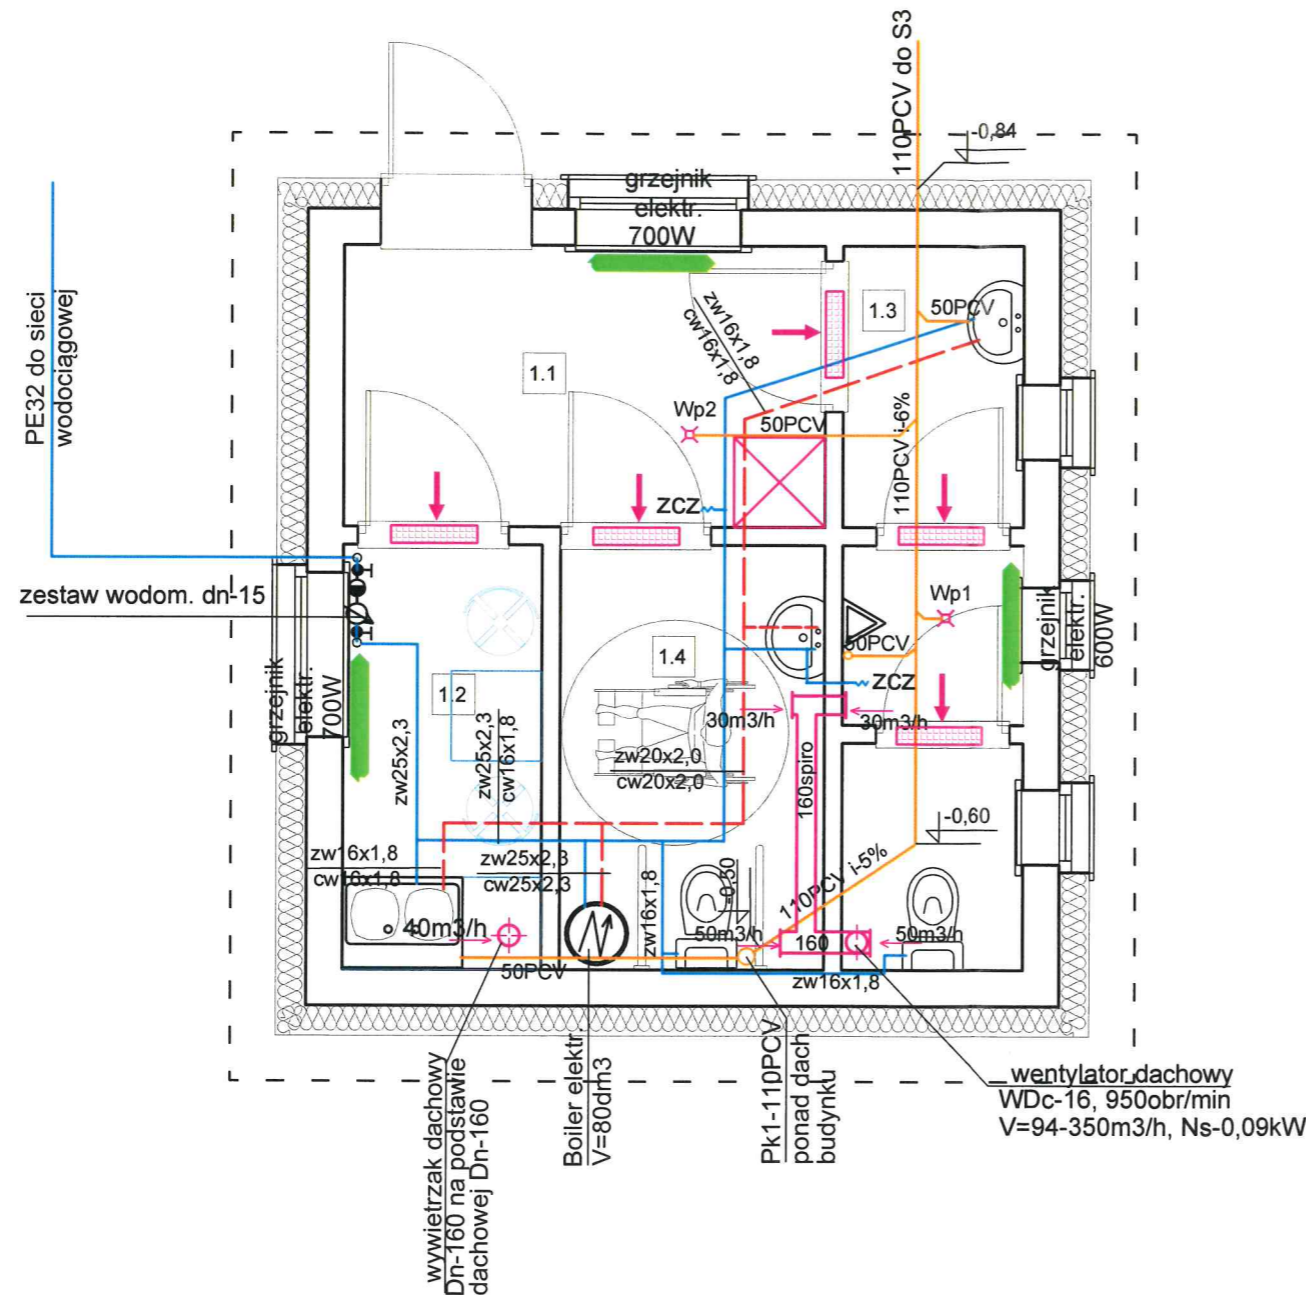 110PCV do S3
-0,84
grzejnik
elektr.
700W
PE32 do sieci
wodociągowej
1.3
50PCV
zw16x1,8
cw16x1,8
1.1
Wp2
50PCV
110PCV i-6%
zcz
zestaw wodom. dn-15
Wp1
50PCV
grzejnik
elektr.
600W
1.4
zcz
grzejnik
elektr.
700W
1.2
30m3/h
30m3/h
zw25x2,3
zw25x2,3
cw16x1,8
zw20x2,0
cw20x2,0
160spiro
-0,60
zw16x1,8
cw16x1,8
zw25x2,3
cw25x2,3
zw16x1,8
-0,50
110PCV i-5%
40m3/h
50m3/h
160
50m3/h
50PCV
zw16x1,8
wywietrzak dachowy
Dn-160 na podstawie
dachowej Dn-160
Boiler elektr.
V=80dm3
Pk1-110PCV
ponad dach
budynku
wentylator dachowy
WDc-16, 950obr/min
V=94-350m3/h, Ns-0,09kW